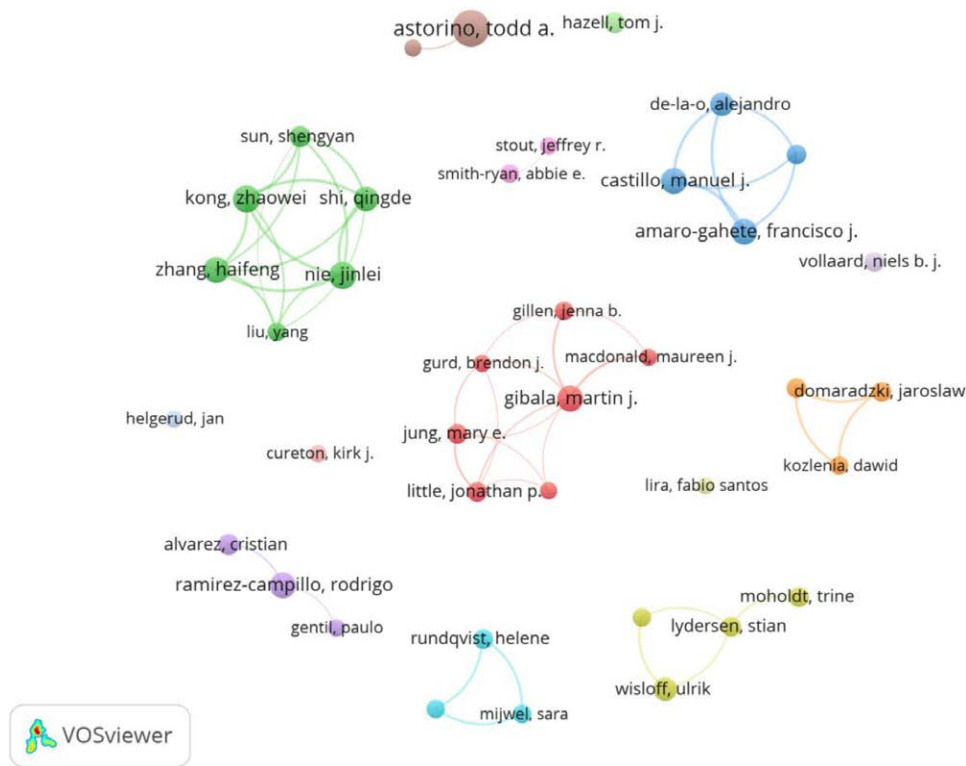 astorino, todd a.
hazell, tom j.
de-la-o, alejandro
sun, shengyan
stout, jeffrey r.
smith-ryan, abbie e.
castillo, manuel j.
kong, zhaowei
shi, qingde
amaro-gahete, francisco j.
vollaard, niels b. j.
zhang, haifeng
nie, jinlei
gillen, jenna b.
liu, yang
gurd, brendon j.
macdonald, maureen j.
domaradzki, jaroslaw
gibala, martin j.
helgerud, jan
jung, mary e.
cureton, kirk j.
kozlenia, dawid
little, jonathan p.
lira, fabio santos
alvarez, cristian
ramirez-campillo, rodrigo
moholdt, trine
gentil, paulo
lydersen, stian
rundqvist, helene
wisloff, ulrik
mijwel, sara
VOSviewer